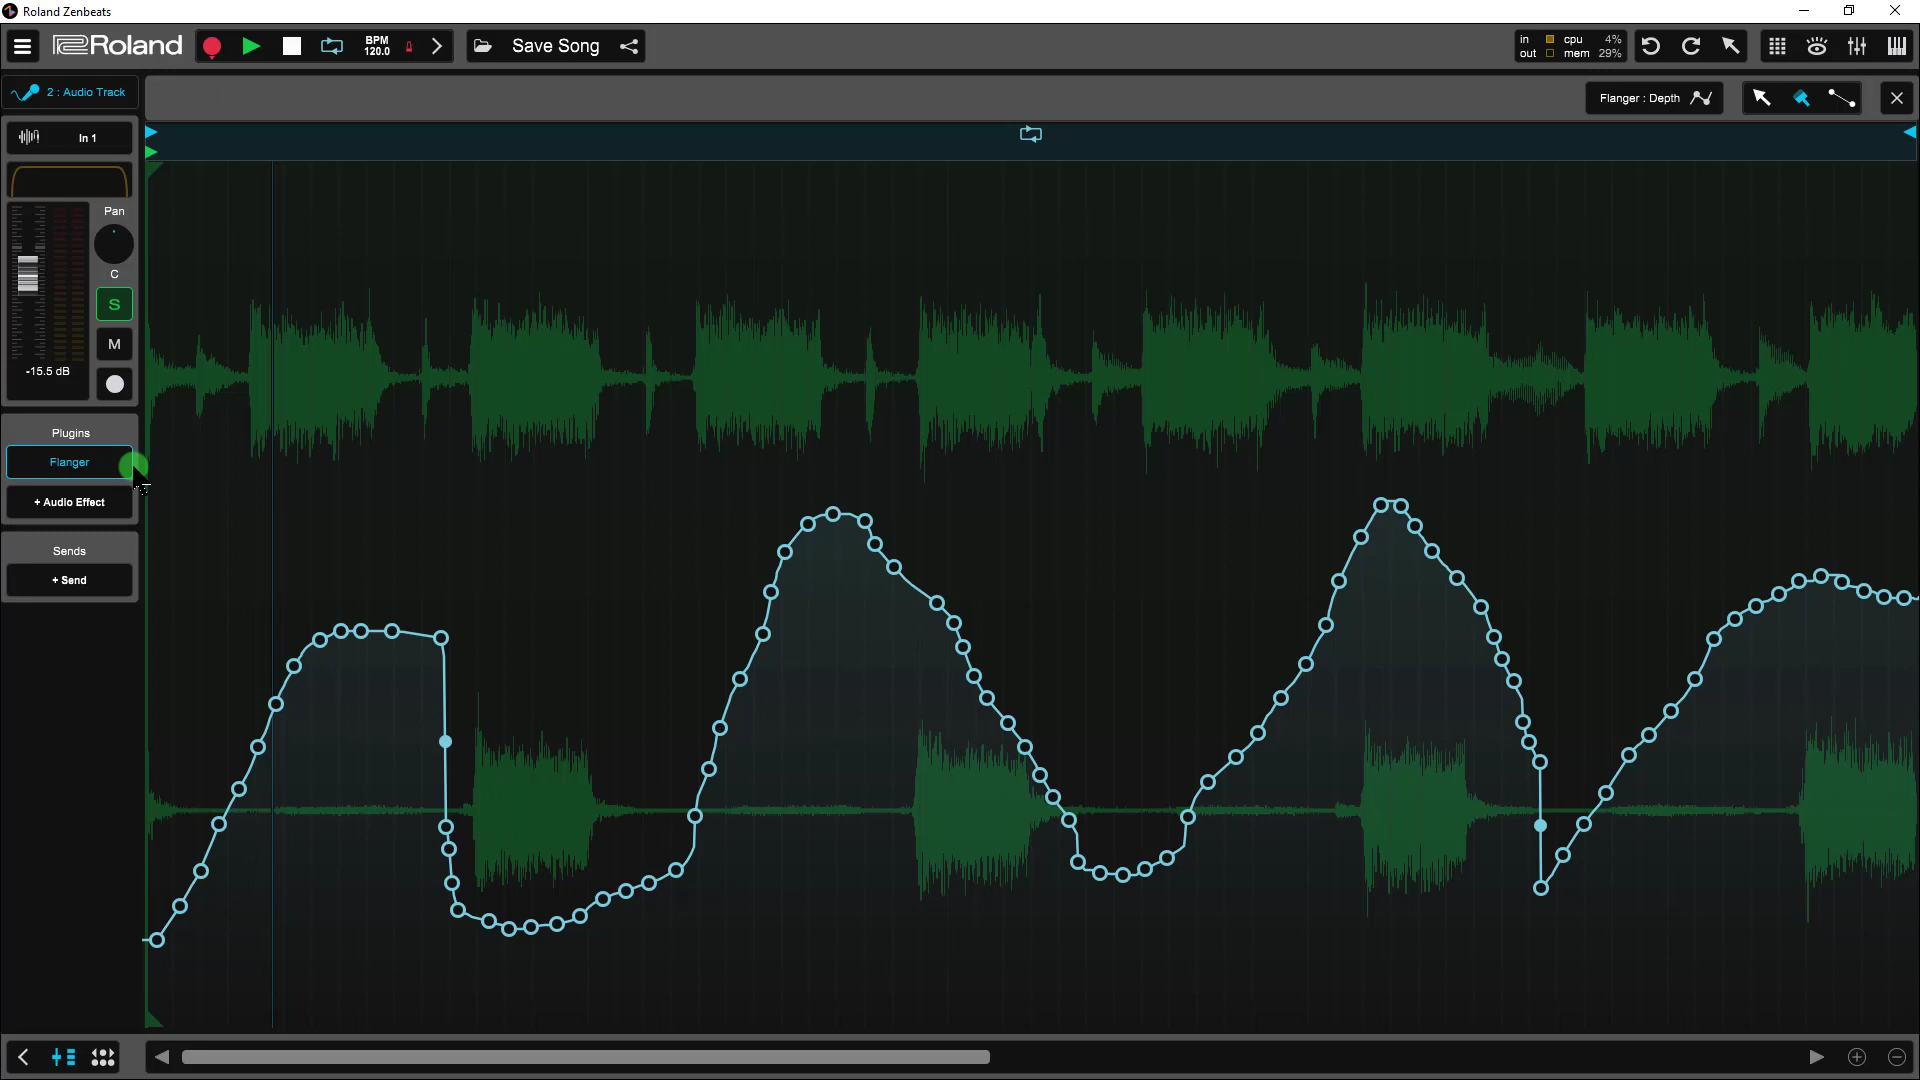 Roland Zenbeats
Roland
BPM
120.0
Save Song
in
cpu
4%
out
mem
29%
2 : Audio Track
Flanger : Depth
In 1
Pan
C
S
M
-15.5 dB
Plugins
Flanger
+ Audio Effect
Sends
+ Send